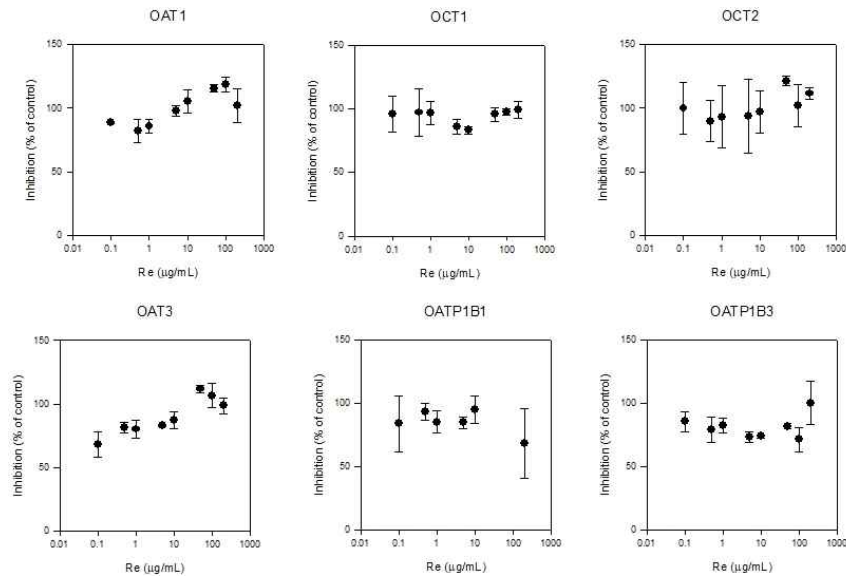 OAT1
OCT1
OCT2
150
100
50
0
Inhibition (% of control)
0.01 0.1 1 10 100 1000
Re (μg/mL)
150
100
50
0
Inhibition (% of control)
0.01 0.1 1 10 100 1000
Re (μg/mL)
150
100
50
0
Inhibition (% of control)
0.01 0.1 1 10 100 1000
Re (μg/mL)
OAT3
OATP1B1
OATP1B3
150
100
50
0
Inhibition (% of control)
0.01 0.1 1 10 100 1000
Re (μg/mL)
150
100
50
0
Inhibition (% of control)
0.01 0.1 1 10 100 1000
Re (μg/mL)
150
100
50
0
Inhibition (% of control)
0.01 0.1 1 10 100 1000
Re (μg/mL)